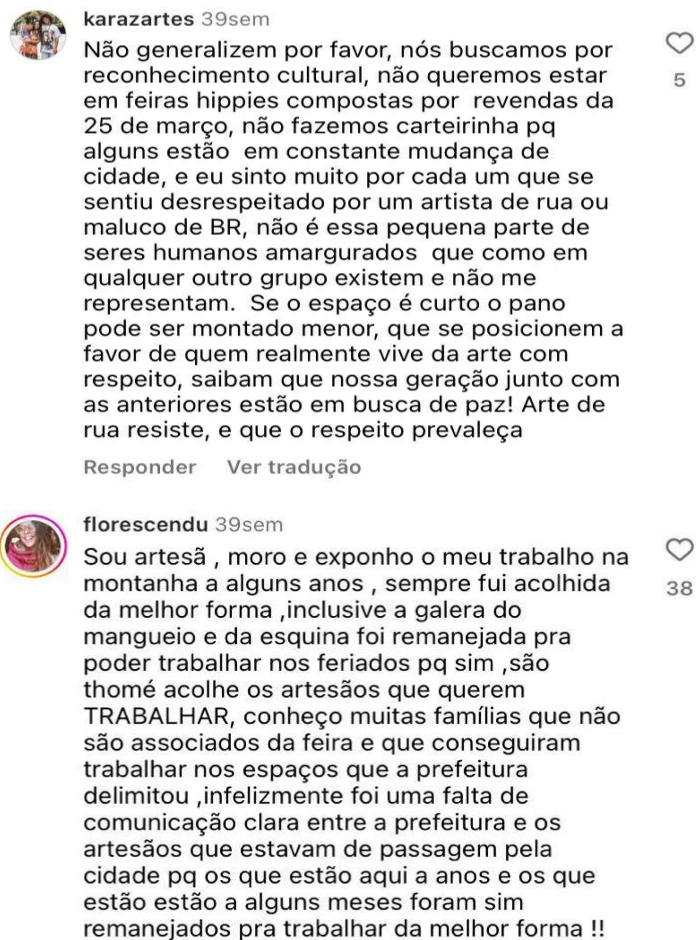 karazartes 39sem
Não generalizem por favor, nós buscamos por
reconhecimento cultural, não queremos estar
em feiras hippies compostas por revendas da
25 de março, não fazemos carteirinha pq
alguns estão em constante mudança de
cidade, e eu sinto muito por cada um que se
sentiu desrespeitado por um artista de rua ou
maluco de BR, não é essa pequena parte de
seres humanos amargurados que como em
qualquer outro grupo existem e não me
representam. Se o espaço é curto o pano
pode ser montado menor, que se posicionem a
favor de quem realmente vive da arte com
respeito, saibam que nossa geração junto com
as anteriores estão em busca de paz! Arte de
rua resiste, e que o respeito prevaleça
5
Responder Ver tradução
florescendu 39sem
Sou artesã , moro e exponho o meu trabalho na
montanha a alguns anos , sempre fui acolhida
da melhor forma ,inclusive a galera do
mangueio e da esquina foi remanejada pra
poder trabalhar nos feriados pq sim ,são
thomé acolhe os artesãos que querem
TRABALHAR, conheço muitas famílias que não
são associados da feira e que conseguiram
trabalhar nos espaços que a prefeitura
delimitou ,infelizmente foi uma falta de
comunicação clara entre a prefeitura e os
artesãos que estavam de passagem pela
cidade pq os que estão aqui a anos e os que
estão estão a alguns meses foram sim
remanejados pra trabalhar da melhor forma !!
38